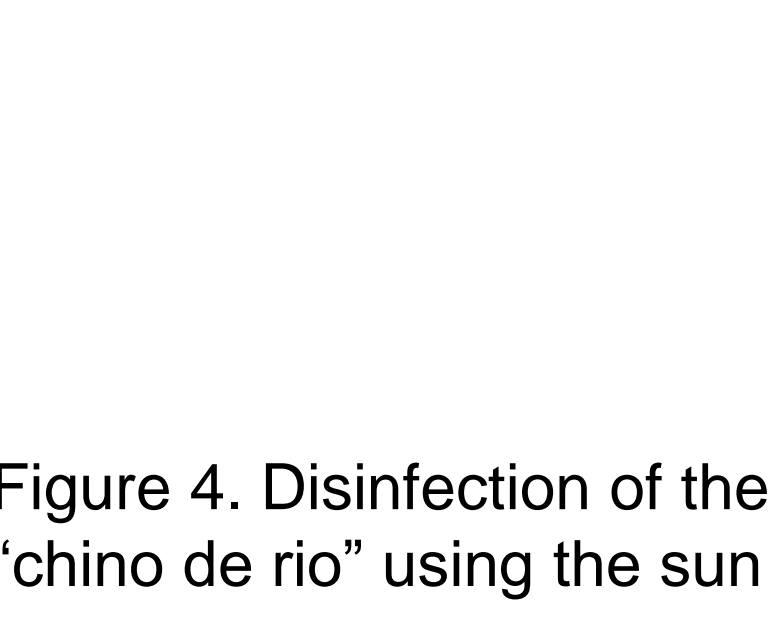 Figure 4. Disinfection of the
“chino de rio” using the sun